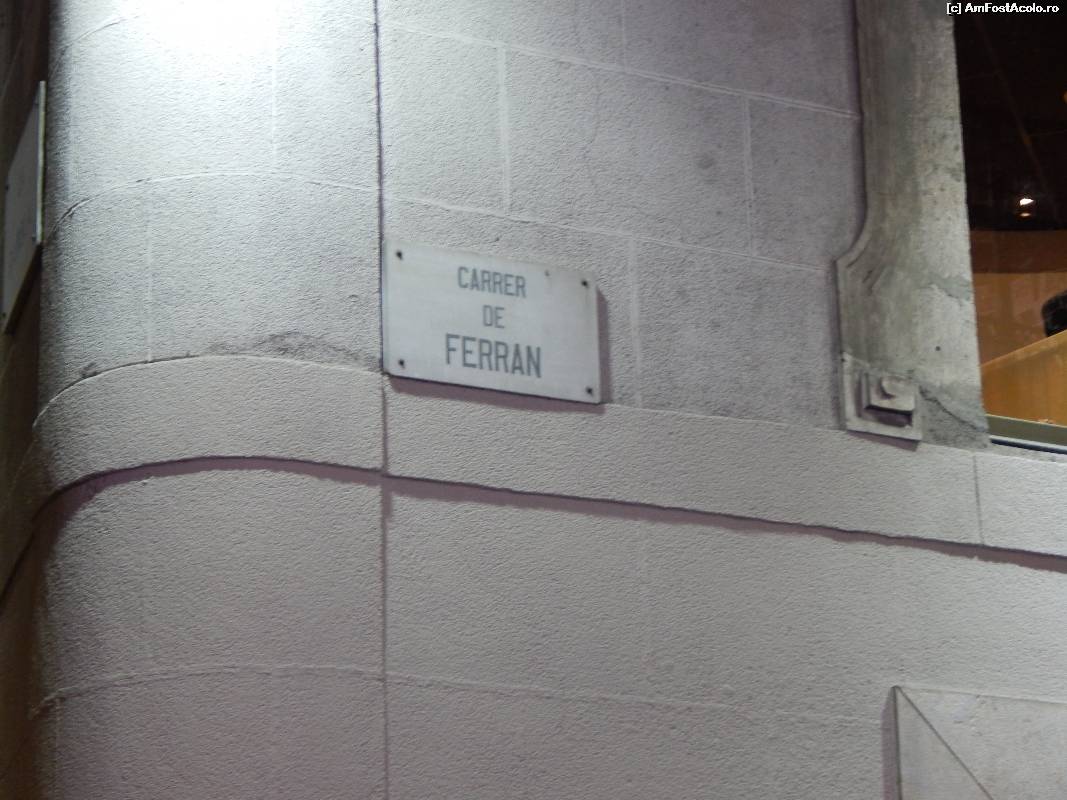 [c] AmFostAcolo.ro
CARRER
DE
FERRAN